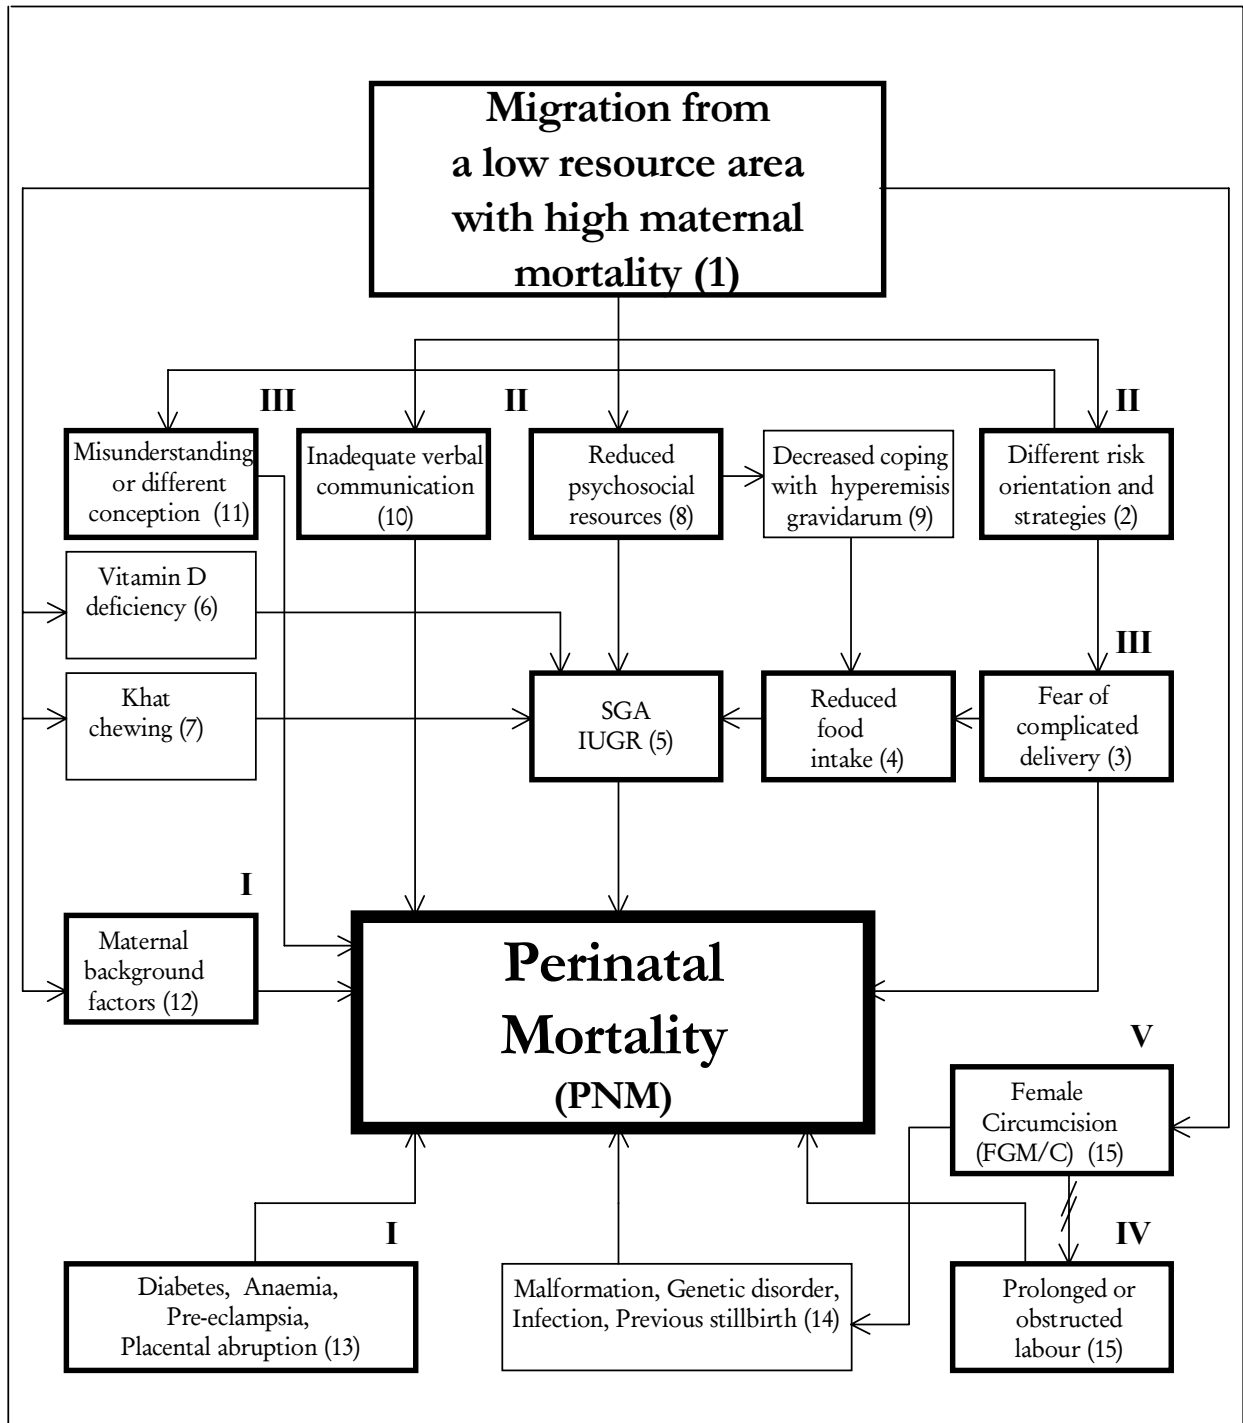 Migration from
a low resource area
with high maternal
mortality (1)
III
II
II
Misunderstanding
or different
conception (11)
Inadequate verbal
communication
(10)
Reduced
psychosocial
resources (8)
Decreased coping
with hyperemisis
gravidarum (9)
Different risk
orientation and
strategies (2)
Vitamin D
deficiency (6)
III
Khat
chewing (7)
SGA
IUGR (5)
Reduced
food
intake (4)
Fear of
complicated
delivery (3)
I
Maternal
background
factors (12)
Perinatal
Mortality
(PNM)
V
Female
Circumcision
(FGM/C) (15)
I
IV
Diabetes, Anaemia,
Pre-eclampsia,
Placental abruption (13)
Malformation, Genetic disorder,
Infection, Previous stillbirth (14)
Prolonged or
obstructed
labour (15)